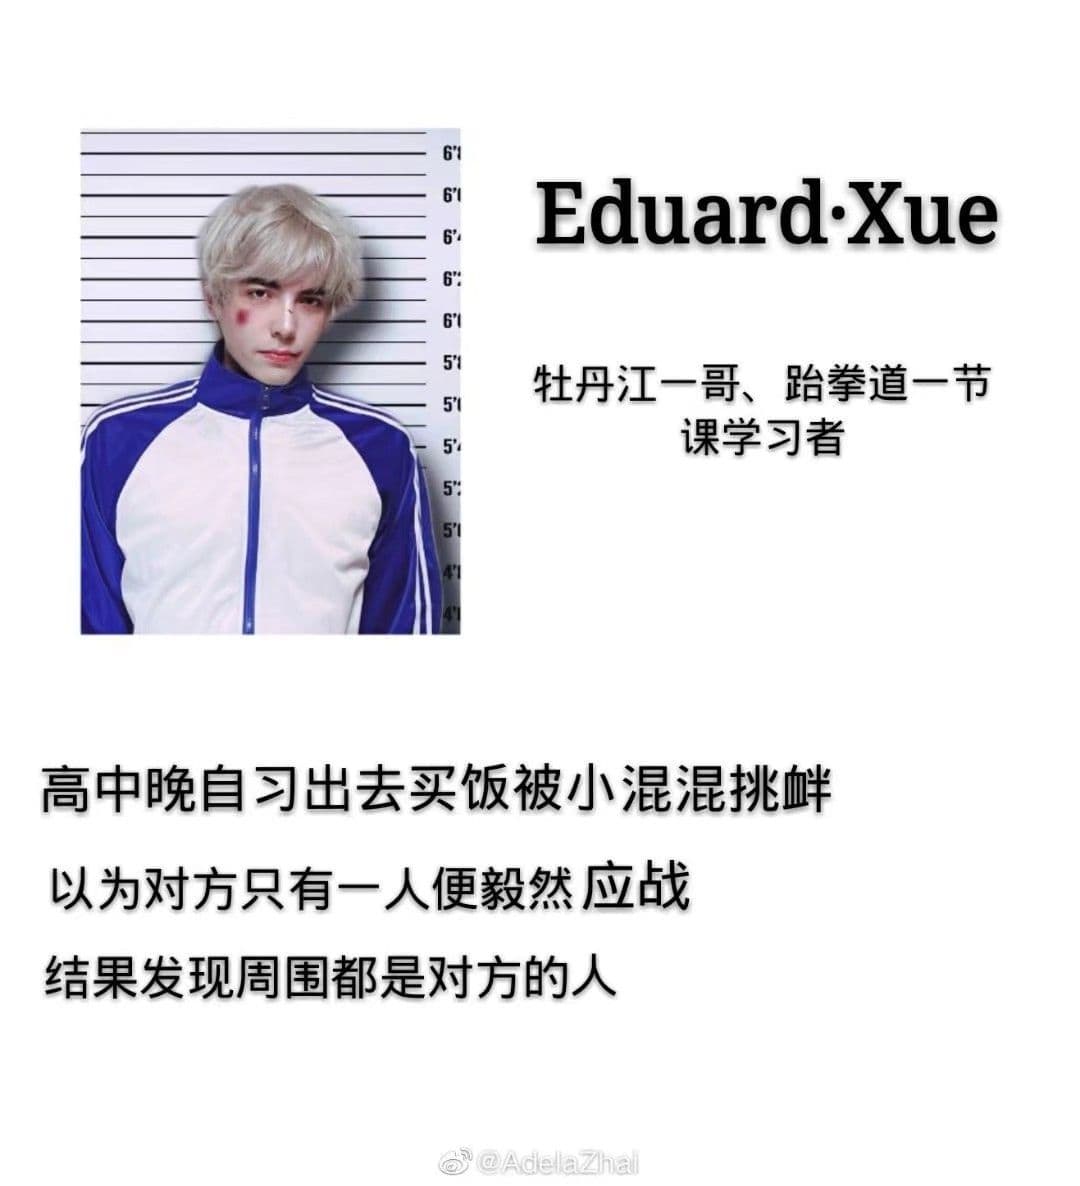 Eduard·Xue
牡丹江一哥、跆拳道一节
课学习者
6'
6'
6'
6'
6'
5'
5'
5'
5'
5'
4'
4'
高中晚自习出去买饭被小混混挑衅
以为对方只有一人便毅然应战
结果发现周围都是对方的人
@AdelaZhai